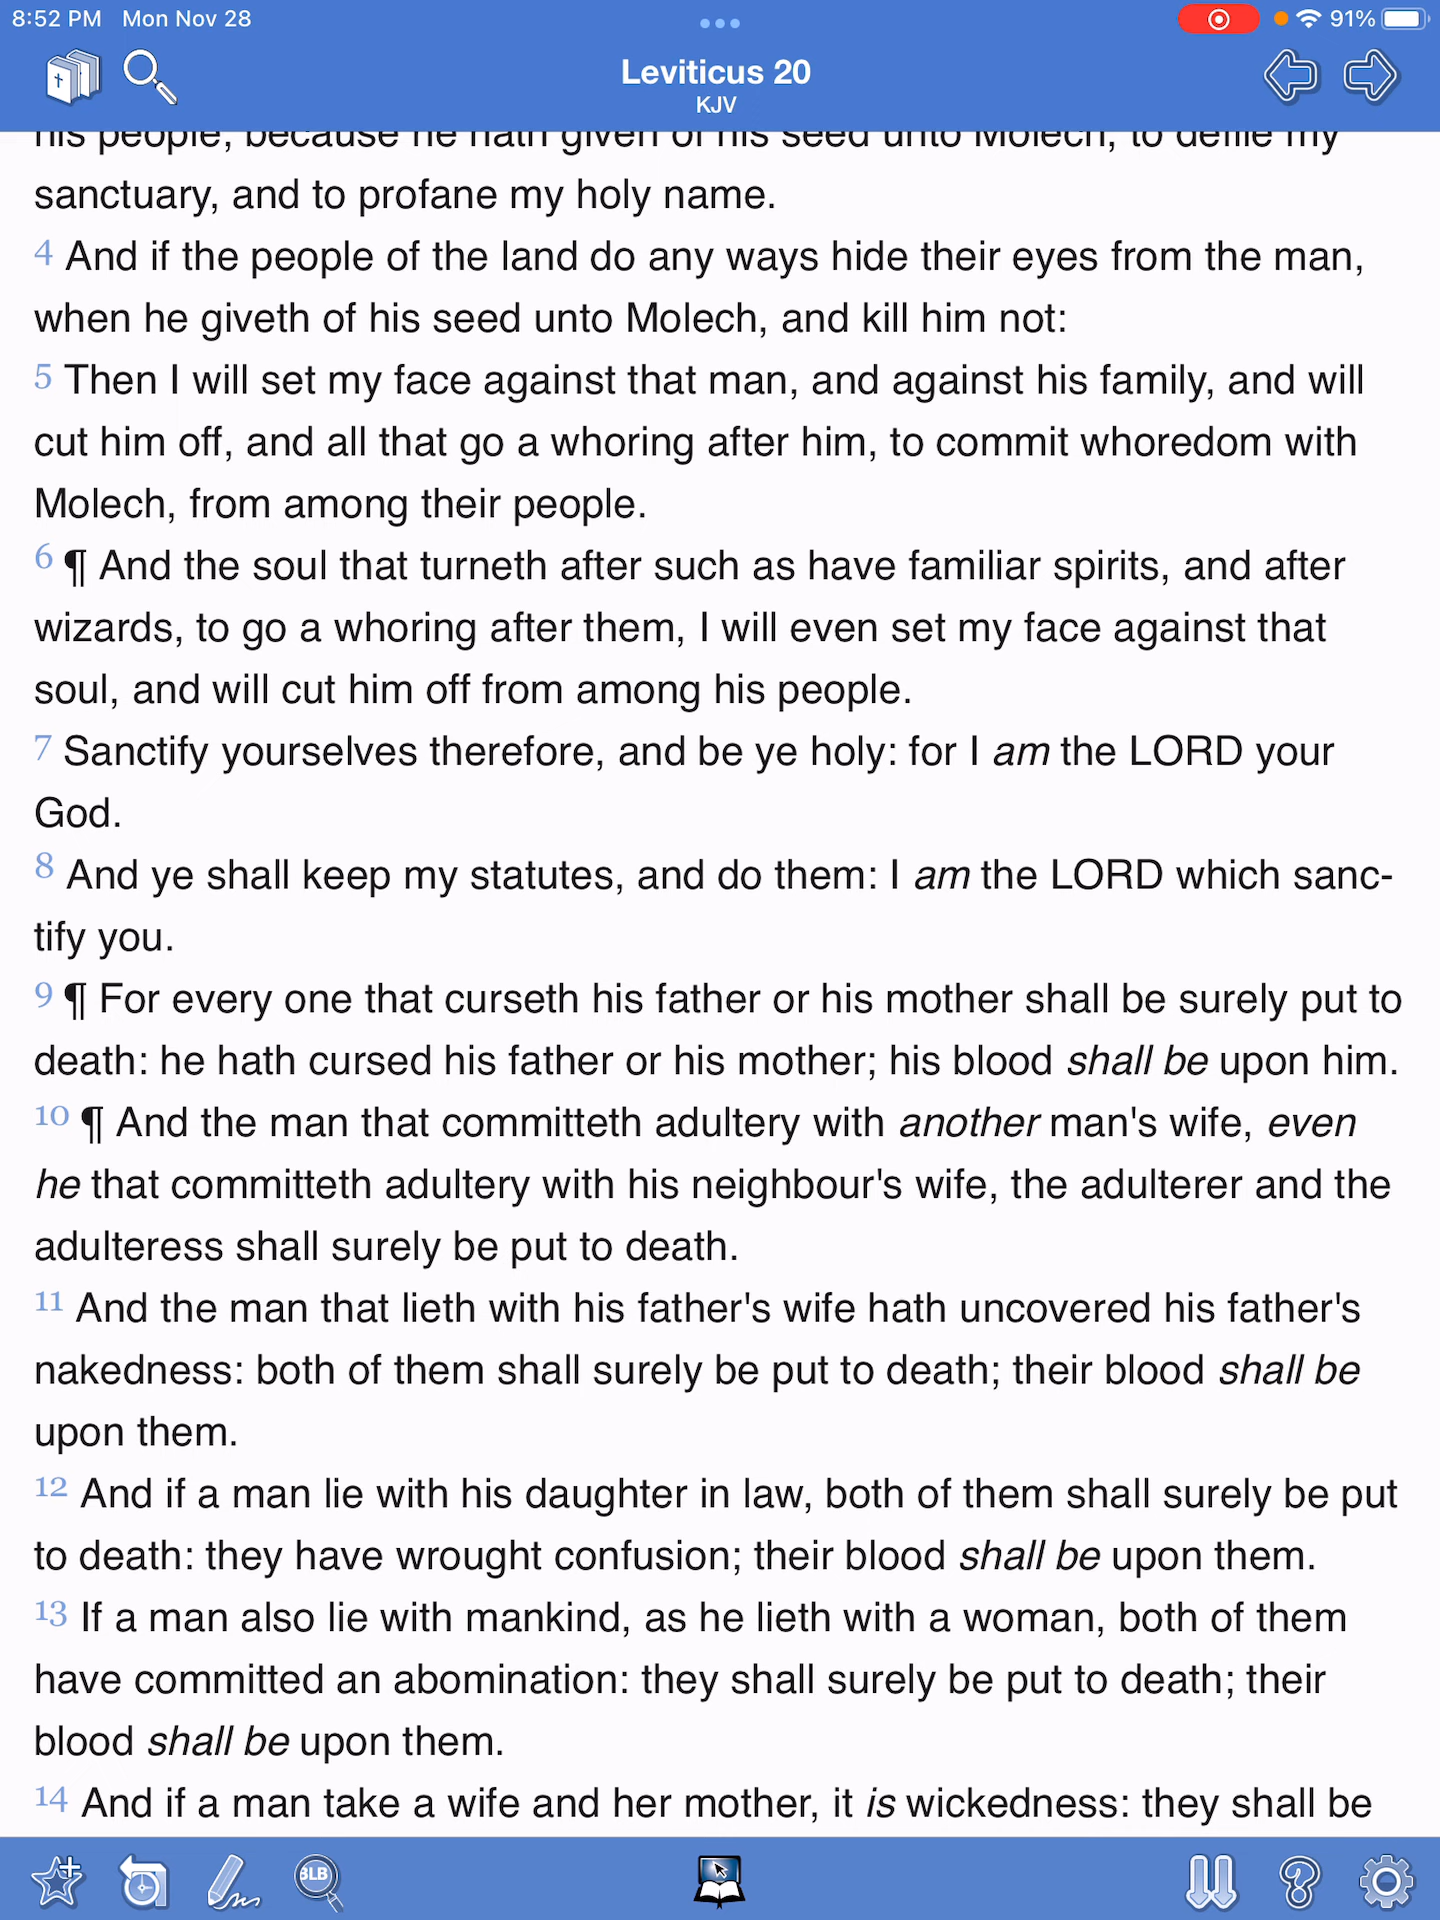 8:52 PM Mon Nov 28
91%
Leviticus 20
KJV
his people, because he hath given of his seed unto Molech, to defile my
sanctuary, and to profane my holy name.
4 And if the people of the land do any ways hide their eyes from the man,
when he giveth of his seed unto Molech, and kill him not:
5 Then I will set my face against that man, and against his family, and will
cut him off, and all that go a whoring after him, to commit whoredom with
Molech, from among their people.
6 ¶ And the soul that turneth after such as have familiar spirits, and after
wizards, to go a whoring after them, I will even set my face against that
soul, and will cut him off from among his people.
7 Sanctify yourselves therefore, and be ye holy: for I am the LORD your
God.
8 And ye shall keep my statutes, and do them: I am the LORD which sanc-
tify you.
9 ¶ For every one that curseth his father or his mother shall be surely put to
death: he hath cursed his father or his mother; his blood shall be upon him.
10 ¶ And the man that committeth adultery with another man's wife, even
he that committeth adultery with his neighbour's wife, the adulterer and the
adulteress shall surely be put to death.
11 And the man that lieth with his father's wife hath uncovered his father's
nakedness: both of them shall surely be put to death; their blood shall be
upon them.
12 And if a man lie with his daughter in law, both of them shall surely be put
to death: they have wrought confusion; their blood shall be upon them.
13 If a man also lie with mankind, as he lieth with a woman, both of them
have committed an abomination: they shall surely be put to death; their
blood shall be upon them.
14 And if a man take a wife and her mother, it is wickedness: they shall be
BLB